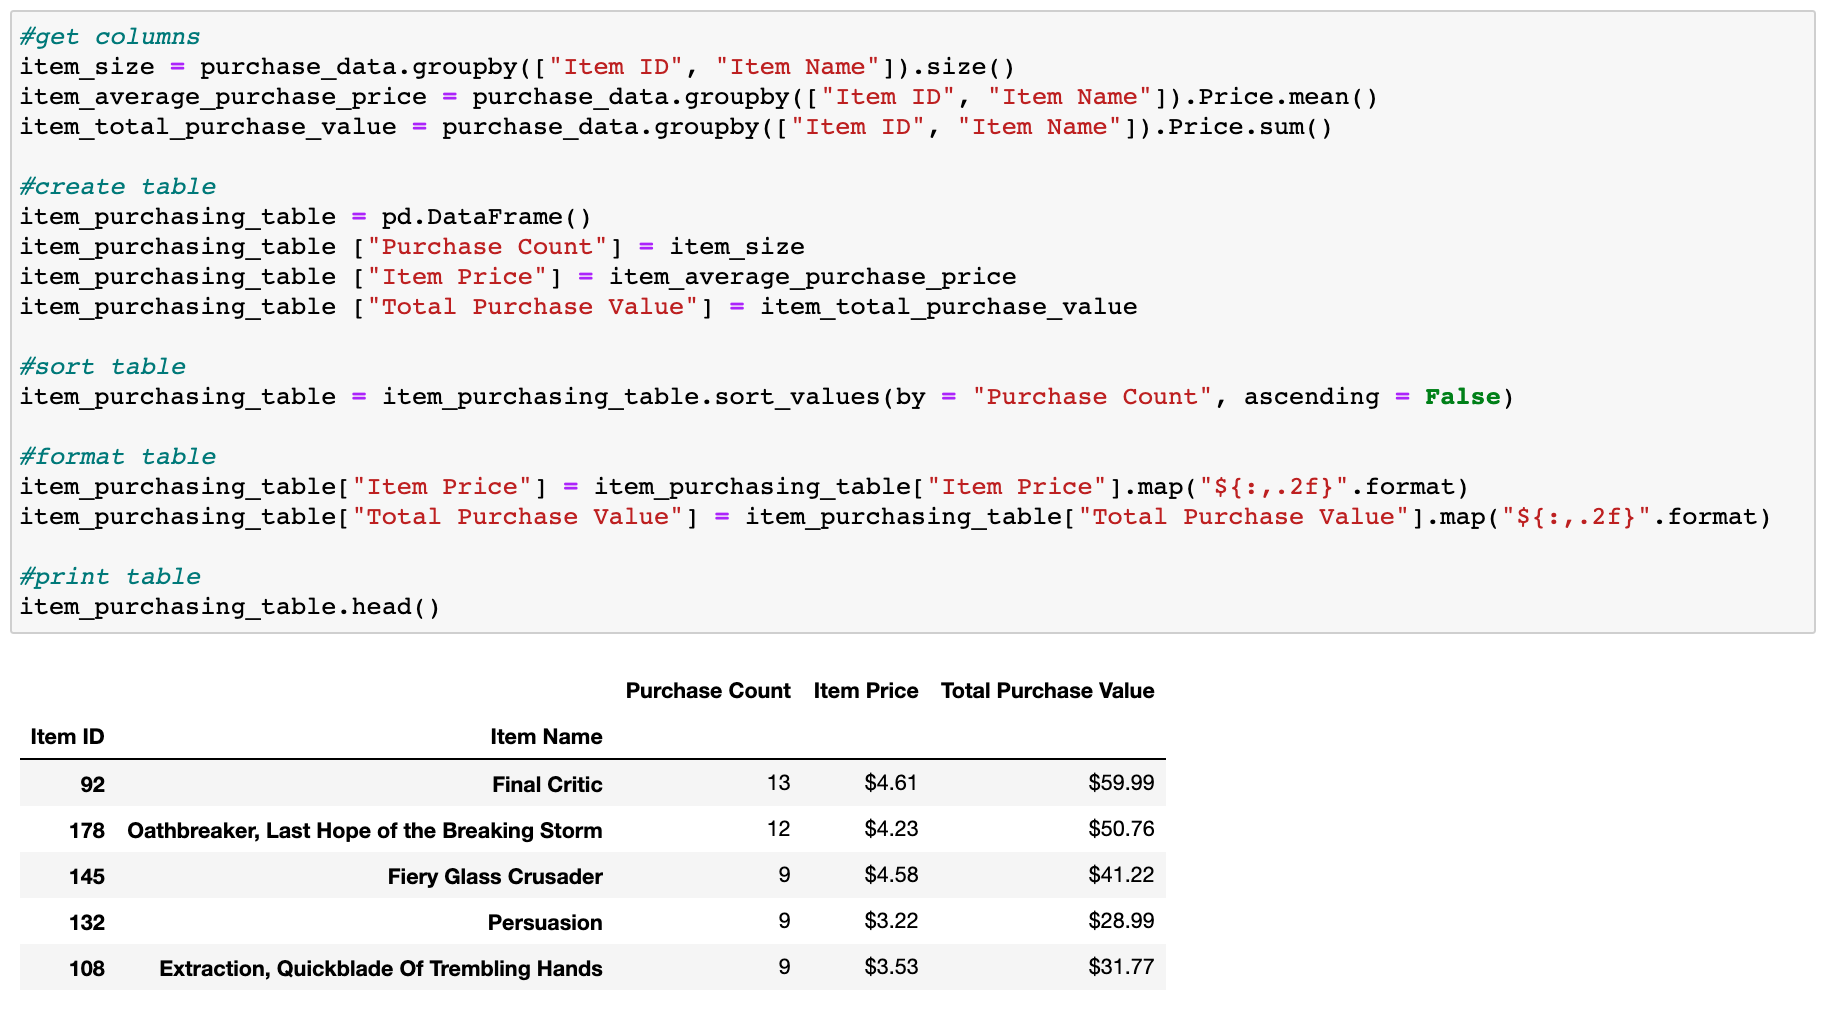 #get columns
item_size = purchase_data.groupby(["Item ID", "Item Name"]).size()
item_average_purchase_price = purchase_data.groupby(["Item ID", "Item Name"]).Price.mean()
item_total_purchase_value = purchase_data.groupby(["Item ID", "Item Name"]).Price.sum()
#create table
item_purchasing_table = pd.DataFrame()
item_purchasing_table ["Purchase Count"] = item_size
item_purchasing_table ["Item Price"] = item_average_purchase_price
item_purchasing_table ["Total Purchase Value"] = item_total_purchase_value
#sort table
item_purchasing_table = item_purchasing_table.sort_values(by = "Purchase Count", ascending = False)
#format table
item_purchasing_table["Item Price"] = item_purchasing_table["Item Price"].map("${:,.2f}".format)
item_purchasing_table["Total Purchase Value"] = item_purchasing_table["Total Purchase Value"].map("${:,.2f}".format)
#print table
item_purchasing_table.head()
Purchase Count Item Price Total Purchase Value
Item ID Item Name
92 Final Critic 13 $4.61 $59.99
178 Oathbreaker, Last Hope of the Breaking Storm 12 $4.23 $50.76
145 Fiery Glass Crusader 9 $4.58 $41.22
132 Persuasion 9 $3.22 $28.99
108 Extraction, Quickblade Of Trembling Hands 9 $3.53 $31.77